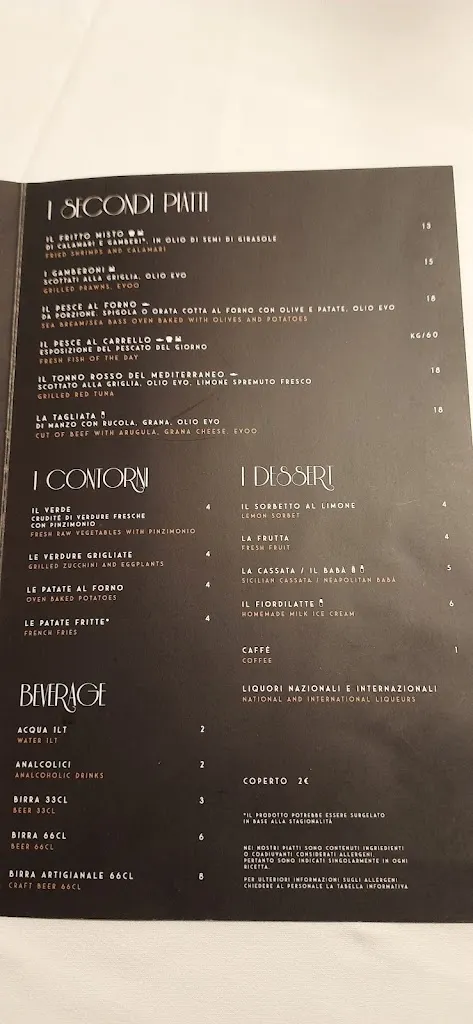 I SECONDI PIATTI
IL FRITTO MISTO 13
DI CALAMARI E GAMBERI*, IN OLIO DI SEMI DI GIRASOLE
FRIED SHRIMPS AND CALAMARI
I GAMBERONI 15
SCOTTATI ALLA GRIGLIA, OLIO EVO
GRILLED PRAWNS, EVOO
IL PESCE AL FORNO 18
DA PORZIONE, SPIGOLA O ORATA COTTA AL FORNO CON OLIVE E PATATE, OLIO EVO
SEA BREAM/SEA BASS OVEN BAKED WITH OLIVES AND POTATOES
IL PESCE AL CARRELLO KG/60
ESPOSIZIONE DEL PESCATO DEL GIORNO
FRESH FISH OF THE DAY
IL TONNO ROSSO DEL MEDITERRANEO 18
SCOTTATO ALLA GRIGLIA, OLIO EVO, LIMONE SPREMUTO FRESCO
GRILLED RED TUNA
LA TAGLIATA 18
DI MANZO CON RUCOLA, GRANA, OLIO EVO
CUT OF BEEF WITH ARUGULA, GRANA CHEESE, EVOO
I CONTORNI
IL VERDE 4
CRUDITÉ DI VERDURE FRESCHE
CON PINZIMONIO
FRESH RAW VEGETABLES WITH PINZIMONIO
LE VERDURE GRIGLIATE 4
GRILLED ZUCCHINI AND EGGPLANTS
LE PATATE AL FORNO 4
OVEN BAKED POTATOES
LE PATATE FRITTE* 4
FRENCH FRIES
I DESSERT
IL SORBETTO AL LIMONE 4
LEMON SORBET
LA FRUTTA 4
FRESH FRUIT
LA CASSATA / IL BABÀ 5
SICILIAN CASSATA / NEAPOLITAN BABÀ
IL FIORDILATTE 6
HOMEMADE MILK ICE CREAM
CAFFÈ 1
COFFEE
LIQUORI NAZIONALI E INTERNAZIONALI
NATIONAL AND INTERNATIONAL LIQUEURS
BEVERAGE
ACQUA 1LT 2
WATER 1LT
ANALCOLICI 2
ANALCOHOLIC DRINKS
BIRRA 33CL 3
BEER 33CL
BIRRA 66CL 6
BEER 66CL
BIRRA ARTIGIANALE 66CL 8
CRAFT BEER 66CL
COPERTO 2€
*IL PRODOTTO POTREBBE ESSERE SURGELATO
IN BASE ALLA STAGIONALITÀ
NEI NOSTRI PIATTI SONO CONTENUTI INGREDIENTI
O COADIUVANTI CONSIDERATI ALLERGENI.
PERTANTO SONO INDICATI SINGOLARMENTE IN OGNI
RICETTA.
PER ULTERIORI INFORMAZIONI SUGLI ALLERGENI
CHIEDERE AL PERSONALE LA TABELLA INFORMATIVA